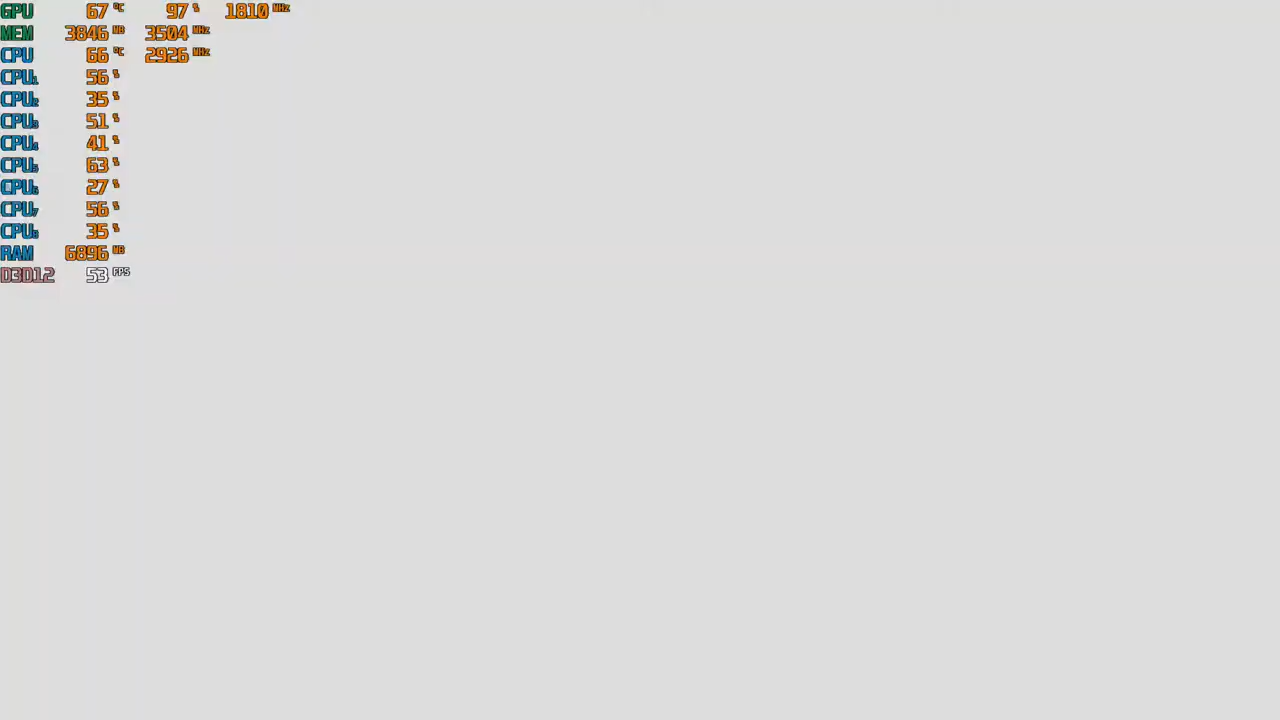 GPU 67 °C 97 % 1810 MHz
MEM 3846 MB 3504 MHz
CPU 66 °C 2926 MHz
CPU1 56 %
CPU2 35 %
CPU3 51 %
CPU4 41 %
CPU5 63 %
CPU6 27 %
CPU7 56 %
CPU8 35 %
RAM 6896 MB
D3D12 53 FPS